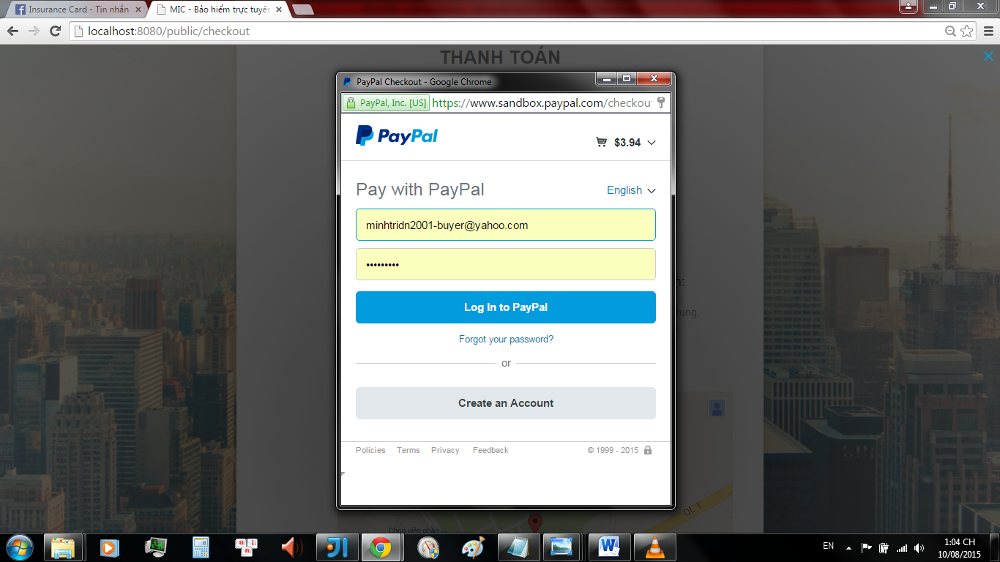 Insurance Card - Tin nhắn
MIC - Bảo hiểm trực tuyến
localhost:8080/public/checkout
THANH TOÁN
PayPal Checkout - Google Chrome
PayPal, Inc. [US]
https://www.sandbox.paypal.com/checkou
PayPal
$3.94
Pay with PayPal
English
minhtridn2001-buyer@yahoo.com
•••••••••
Log In to PayPal
Forgot your password?
or
Create an Account
Policies Terms Privacy Feedback © 1999 - 2015
rung,
QL 1
Công viên phần
EN
1:04 CH
10/08/2015